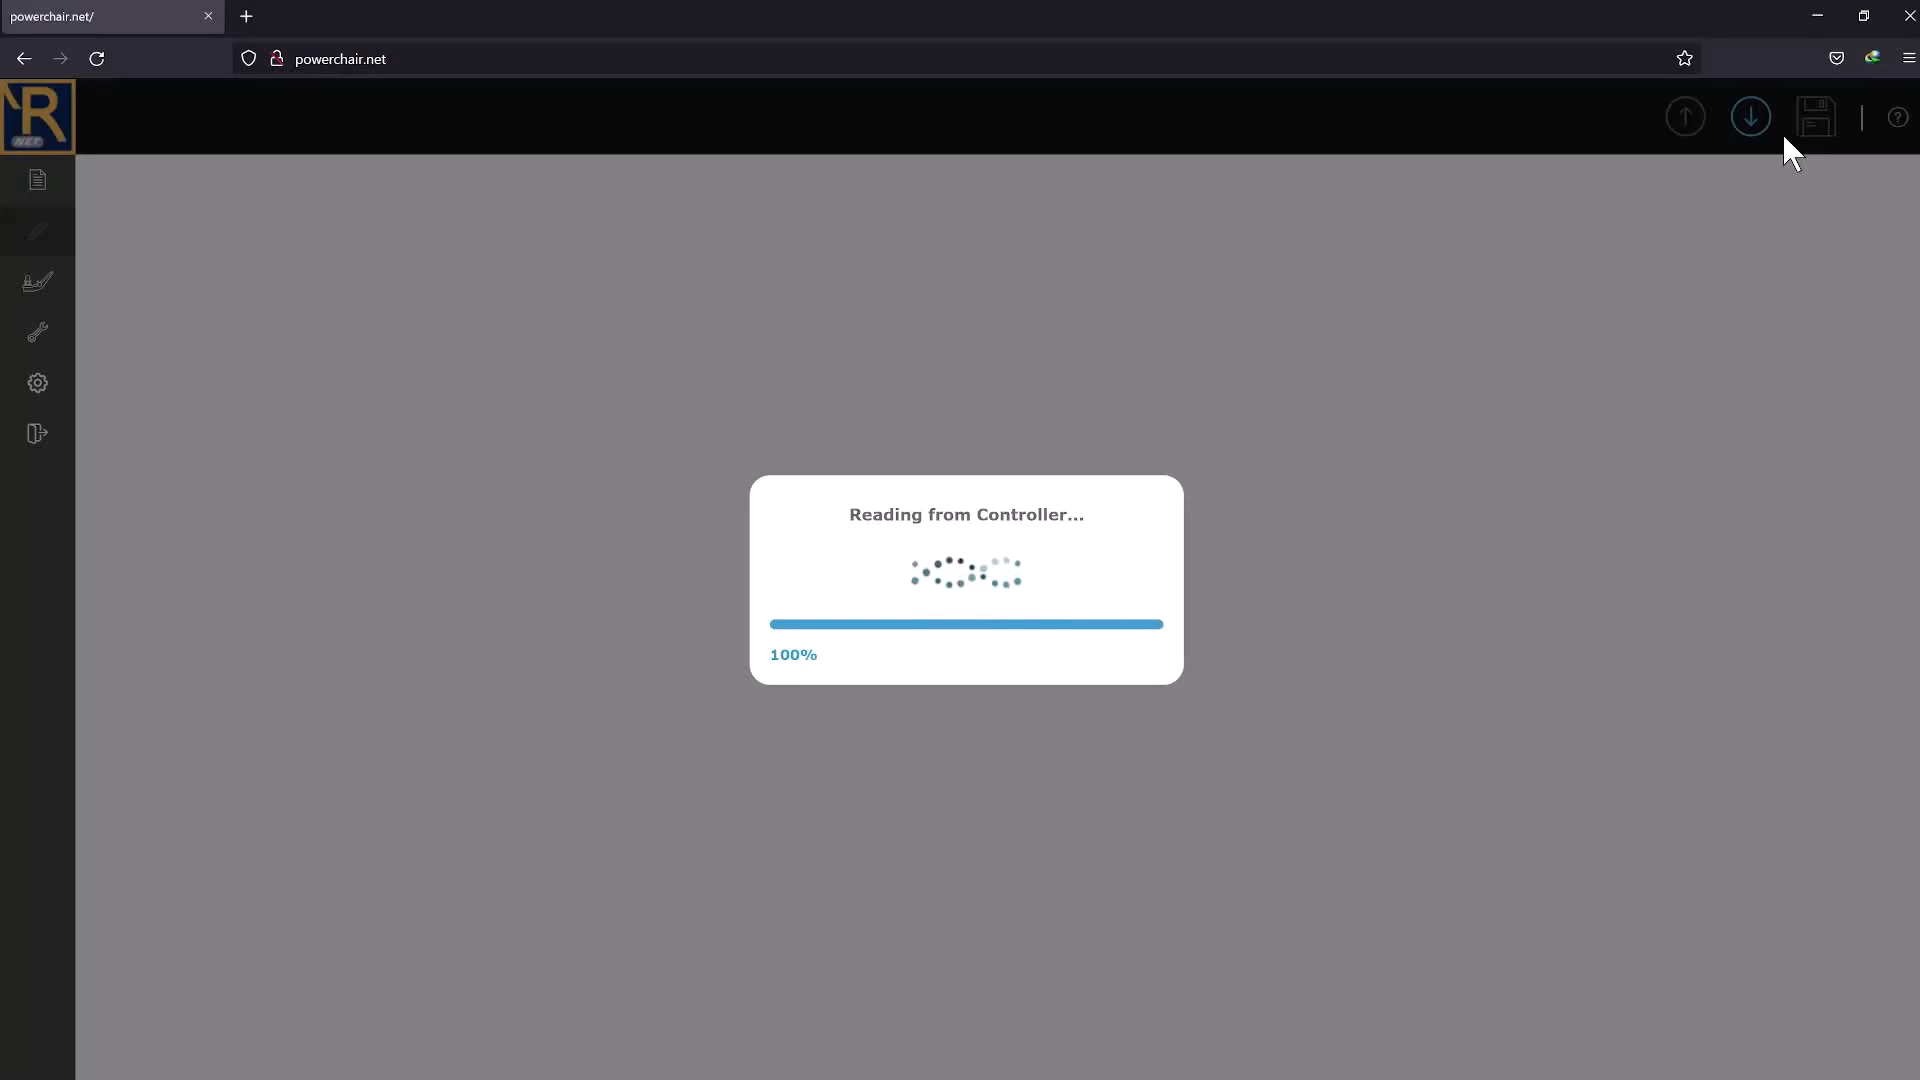 powerchair.net/
powerchair.net
R
NET
Reading from Controller...
100%